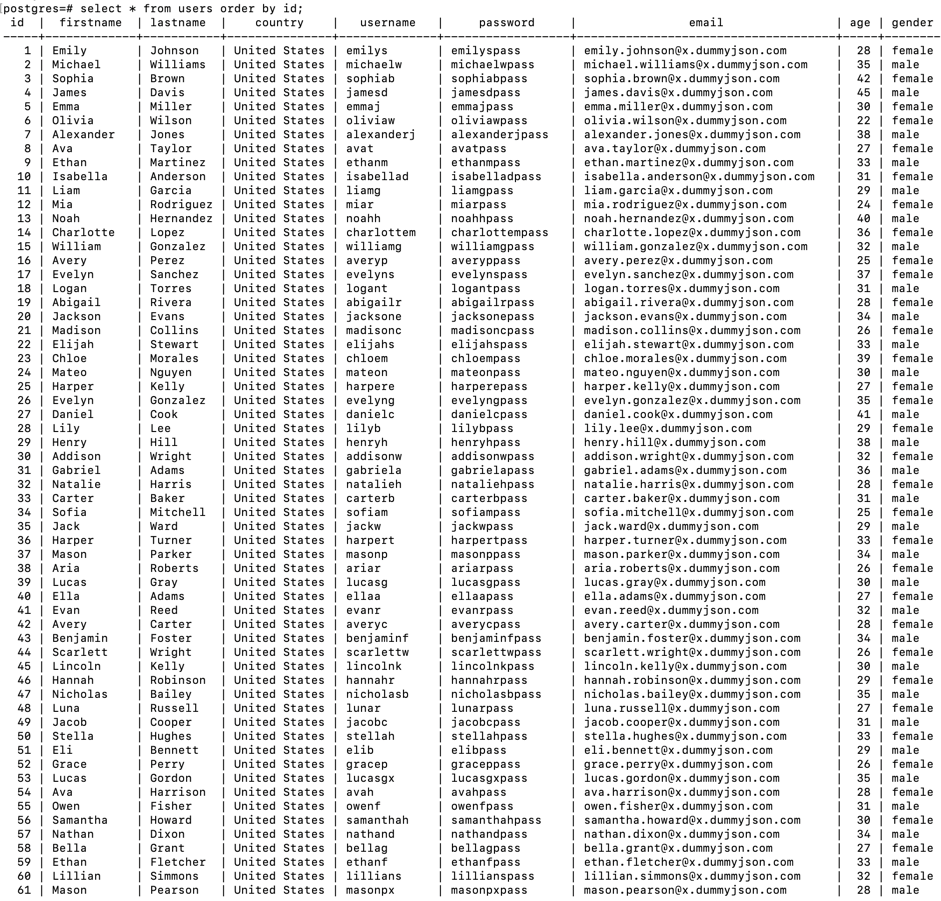 [postgres=# select * from users order by id;
id | firstname | lastname | country | username | password | email | age | gender
----+-----------+-----------+---------------+------------+----------------+-----------------------------------+-----+--------
1 | Emily | Johnson | United States | emilys | emilyspass | emily.johnson@x.dummyjson.com | 28 | female
2 | Michael | Williams | United States | michaelw | michaelwpass | michael.williams@x.dummyjson.com | 35 | male
3 | Sophia | Brown | United States | sophiab | sophiabpass | sophia.brown@x.dummyjson.com | 42 | female
4 | James | Davis | United States | jamesd | jamesdpass | james.davis@x.dummyjson.com | 45 | male
5 | Emma | Miller | United States | emmaj | emmajpass | emma.miller@x.dummyjson.com | 30 | female
6 | Olivia | Wilson | United States | oliviaw | oliviawpass | olivia.wilson@x.dummyjson.com | 22 | female
7 | Alexander | Jones | United States | alexanderj | alexanderjpass | alexander.jones@x.dummyjson.com | 38 | male
8 | Ava | Taylor | United States | avat | avatpass | ava.taylor@x.dummyjson.com | 27 | female
9 | Ethan | Martinez | United States | ethanm | ethanmpass | ethan.martinez@x.dummyjson.com | 33 | male
10 | Isabella | Anderson | United States | isabellad | isabelladpass | isabella.anderson@x.dummyjson.com | 31 | female
11 | Liam | Garcia | United States | liamg | liamgpass | liam.garcia@x.dummyjson.com | 29 | male
12 | Mia | Rodriguez | United States | miar | miarpass | mia.rodriguez@x.dummyjson.com | 24 | female
13 | Noah | Hernandez | United States | noahh | noahhpass | noah.hernandez@x.dummyjson.com | 40 | male
14 | Charlotte | Lopez | United States | charlottem | charlottempass | charlotte.lopez@x.dummyjson.com | 36 | female
15 | William | Gonzalez | United States | williamg | williamgpass | william.gonzalez@x.dummyjson.com | 32 | male
16 | Avery | Perez | United States | averyp | averyppass | avery.perez@x.dummyjson.com | 25 | female
17 | Evelyn | Sanchez | United States | evelyns | evelynspass | evelyn.sanchez@x.dummyjson.com | 37 | female
18 | Logan | Torres | United States | logant | logantpass | logan.torres@x.dummyjson.com | 31 | male
19 | Abigail | Rivera | United States | abigailr | abigailrpass | abigail.rivera@x.dummyjson.com | 28 | female
20 | Jackson | Evans | United States | jacksone | jacksonepass | jackson.evans@x.dummyjson.com | 34 | male
21 | Madison | Collins | United States | madisonc | madisoncpass | madison.collins@x.dummyjson.com | 26 | female
22 | Elijah | Stewart | United States | elijahs | elijahspass | elijah.stewart@x.dummyjson.com | 33 | male
23 | Chloe | Morales | United States | chloem | chloempass | chloe.morales@x.dummyjson.com | 39 | female
24 | Mateo | Nguyen | United States | mateon | mateonpass | mateo.nguyen@x.dummyjson.com | 30 | male
25 | Harper | Kelly | United States | harpere | harperepass | harper.kelly@x.dummyjson.com | 27 | female
26 | Evelyn | Gonzalez | United States | evelyng | evelyngpass | evelyn.gonzalez@x.dummyjson.com | 35 | female
27 | Daniel | Cook | United States | danielc | danielcpass | daniel.cook@x.dummyjson.com | 41 | male
28 | Lily | Lee | United States | lilyb | lilybpass | lily.lee@x.dummyjson.com | 29 | female
29 | Henry | Hill | United States | henryh | henryhpass | henry.hill@x.dummyjson.com | 38 | male
30 | Addison | Wright | United States | addisonw | addisonwpass | addison.wright@x.dummyjson.com | 32 | female
31 | Gabriel | Adams | United States | gabriela | gabrielapass | gabriel.adams@x.dummyjson.com | 36 | male
32 | Natalie | Harris | United States | natalieh | nataliehpass | natalie.harris@x.dummyjson.com | 28 | female
33 | Carter | Baker | United States | carterb | carterbpass | carter.baker@x.dummyjson.com | 31 | male
34 | Sofia | Mitchell | United States | sofiam | sofiampass | sofia.mitchell@x.dummyjson.com | 25 | female
35 | Jack | Ward | United States | jackw | jackwpass | jack.ward@x.dummyjson.com | 29 | male
36 | Harper | Turner | United States | harpert | harpertpass | harper.turner@x.dummyjson.com | 33 | female
37 | Mason | Parker | United States | masonp | masonppass | mason.parker@x.dummyjson.com | 34 | male
38 | Aria | Roberts | United States | ariar | ariarpass | aria.roberts@x.dummyjson.com | 26 | female
39 | Lucas | Gray | United States | lucasg | lucasgpass | lucas.gray@x.dummyjson.com | 30 | male
40 | Ella | Adams | United States | ellaa | ellaapass | ella.adams@x.dummyjson.com | 27 | female
41 | Evan | Reed | United States | evanr | evanrpass | evan.reed@x.dummyjson.com | 32 | male
42 | Avery | Carter | United States | averyc | averycpass | avery.carter@x.dummyjson.com | 28 | female
43 | Benjamin | Foster | United States | benjaminf | benjaminfpass | benjamin.foster@x.dummyjson.com | 34 | male
44 | Scarlett | Wright | United States | scarlettw | scarlettwpass | scarlett.wright@x.dummyjson.com | 26 | female
45 | Lincoln | Kelly | United States | lincolnk | lincolnkpass | lincoln.kelly@x.dummyjson.com | 30 | male
46 | Hannah | Robinson | United States | hannahr | hannahrpass | hannah.robinson@x.dummyjson.com | 29 | female
47 | Nicholas | Bailey | United States | nicholasb | nicholasbpass | nicholas.bailey@x.dummyjson.com | 35 | male
48 | Luna | Russell | United States | lunar | lunarpass | luna.russell@x.dummyjson.com | 27 | female
49 | Jacob | Cooper | United States | jacobc | jacobcpass | jacob.cooper@x.dummyjson.com | 31 | male
50 | Stella | Hughes | United States | stellah | stellahpass | stella.hughes@x.dummyjson.com | 33 | female
51 | Eli | Bennett | United States | elib | elibpass | eli.bennett@x.dummyjson.com | 29 | male
52 | Grace | Perry | United States | gracep | graceppass | grace.perry@x.dummyjson.com | 26 | female
53 | Lucas | Gordon | United States | lucasgx | lucasgxpass | lucas.gordon@x.dummyjson.com | 35 | male
54 | Ava | Harrison | United States | avah | avahpass | ava.harrison@x.dummyjson.com | 28 | female
55 | Owen | Fisher | United States | owenf | owenfpass | owen.fisher@x.dummyjson.com | 31 | male
56 | Samantha | Howard | United States | samanthah | samanthahpass | samantha.howard@x.dummyjson.com | 30 | female
57 | Nathan | Dixon | United States | nathand | nathandpass | nathan.dixon@x.dummyjson.com | 34 | male
58 | Bella | Grant | United States | bellag | bellagpass | bella.grant@x.dummyjson.com | 27 | female
59 | Ethan | Fletcher | United States | ethanf | ethanfpass | ethan.fletcher@x.dummyjson.com | 33 | male
60 | Lillian | Simmons | United States | lillians | lillianspass | lillian.simmons@x.dummyjson.com | 32 | female
61 | Mason | Pearson | United States | masonpx | masonpxpass | mason.pearson@x.dummyjson.com | 28 | male